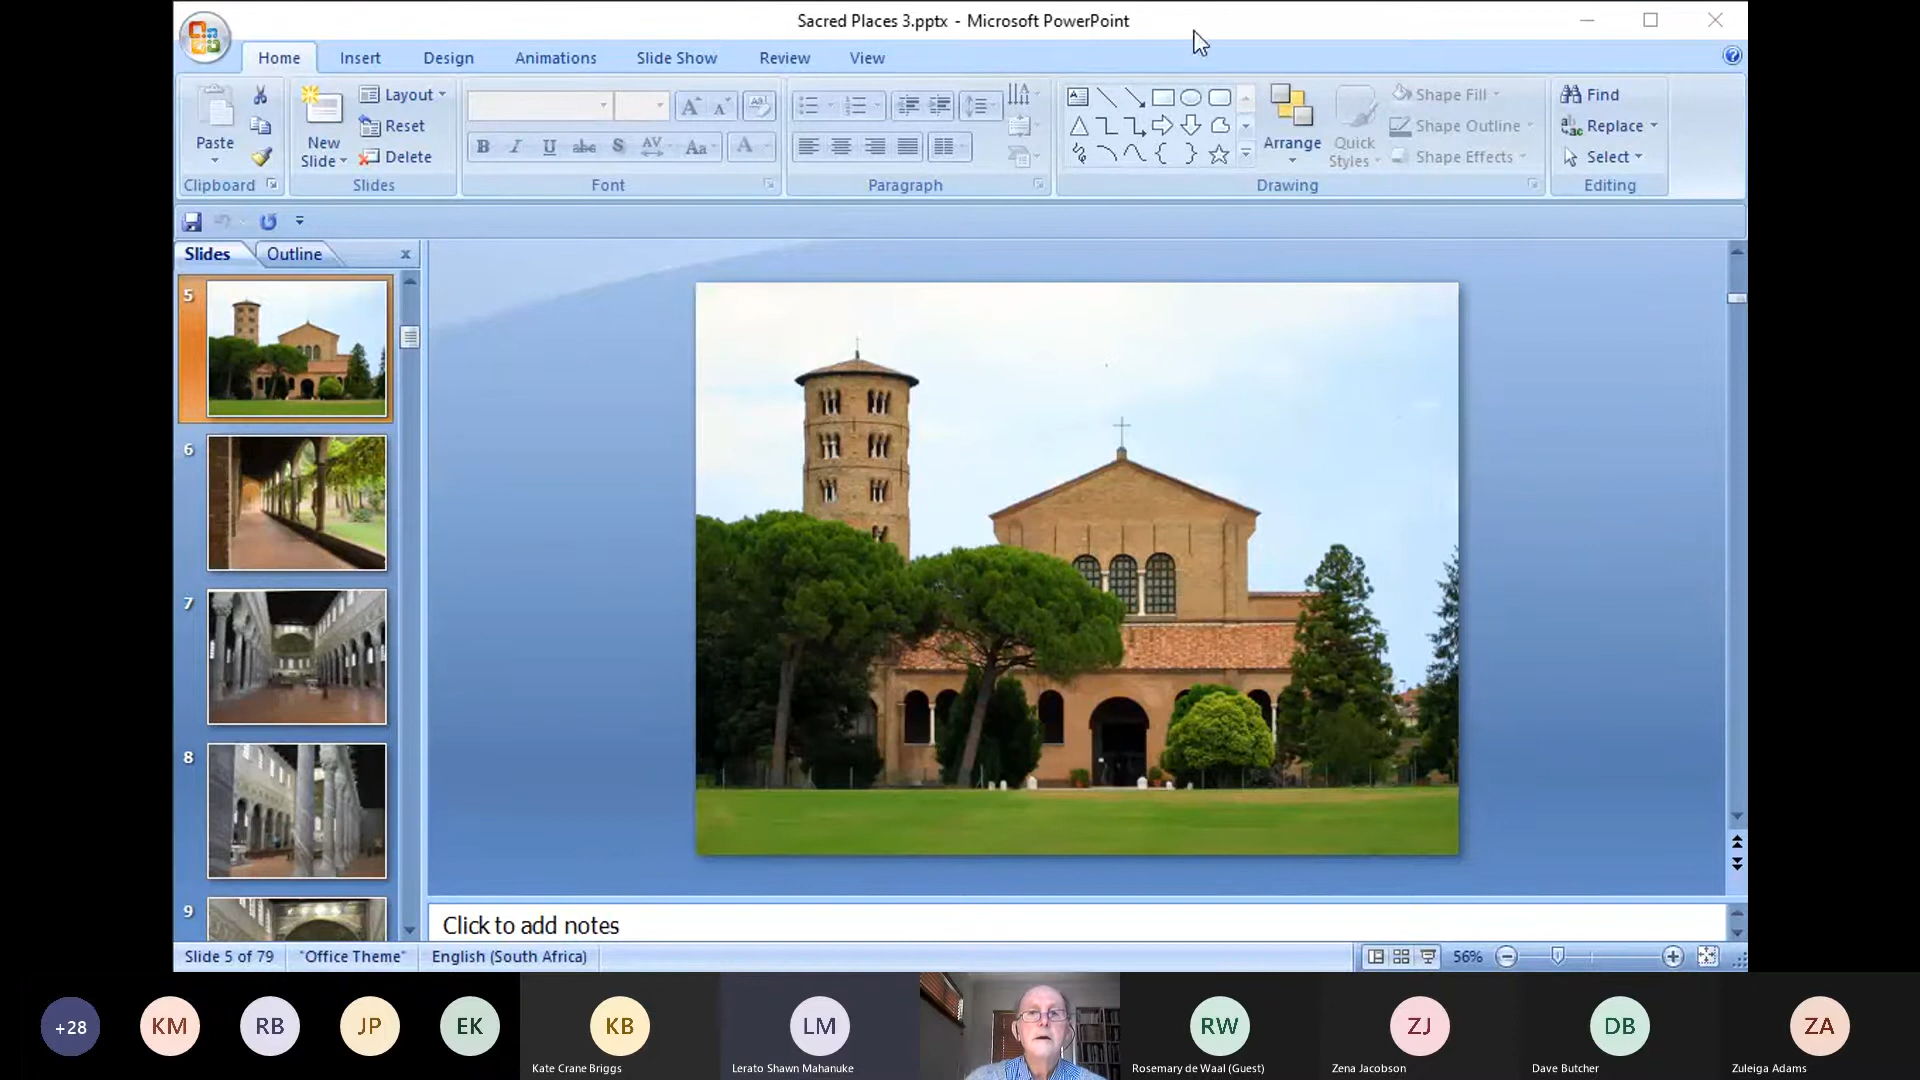 Sacred Places 3.pptx - Microsoft PowerPoint
Home Insert Design Animations Slide Show Review View
Paste
Clipboard
New Slide
Layout
Reset
Delete
Slides
B I U abc S AV Aa A
Font
Paragraph
Arrange
Quick Styles
Shape Fill
Shape Outline
Shape Effects
Drawing
Find
Replace
Select
Editing
Slides Outline
5
6
7
8
9
Click to add notes
Slide 5 of 79 "Office Theme" English (South Africa) 56%
+28 KM RB JP EK KB LM RW ZJ DB ZA
Kate Crane Briggs Lerato Shawn Mahanuke Rosemary de Waal (Guest) Zena Jacobson Dave Butcher Zuleiga Adams